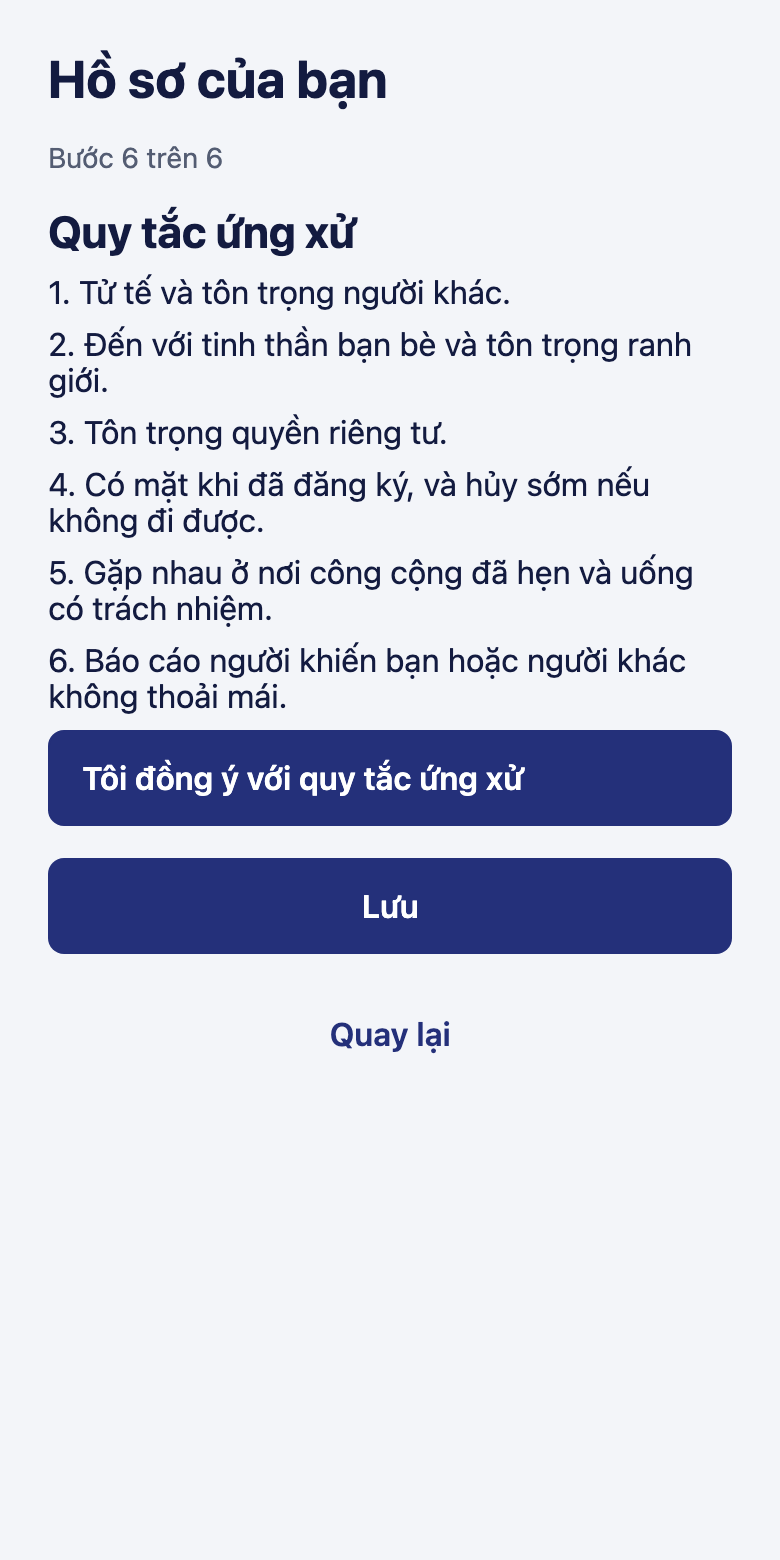 Hồ sơ của bạn
Bước 6 trên 6
Quy tắc ứng xử
1. Tử tế và tôn trọng người khác.
2. Đến với tinh thần bạn bè và tôn trọng ranh
giới.
3. Tôn trọng quyền riêng tư.
4. Có mặt khi đã đăng ký, và hủy sớm nếu
không đi được.
5. Gặp nhau ở nơi công cộng đã hẹn và uống
có trách nhiệm.
6. Báo cáo người khiến bạn hoặc người khác
không thoải mái.
Tôi đồng ý với quy tắc ứng xử
Lưu
Quay lại